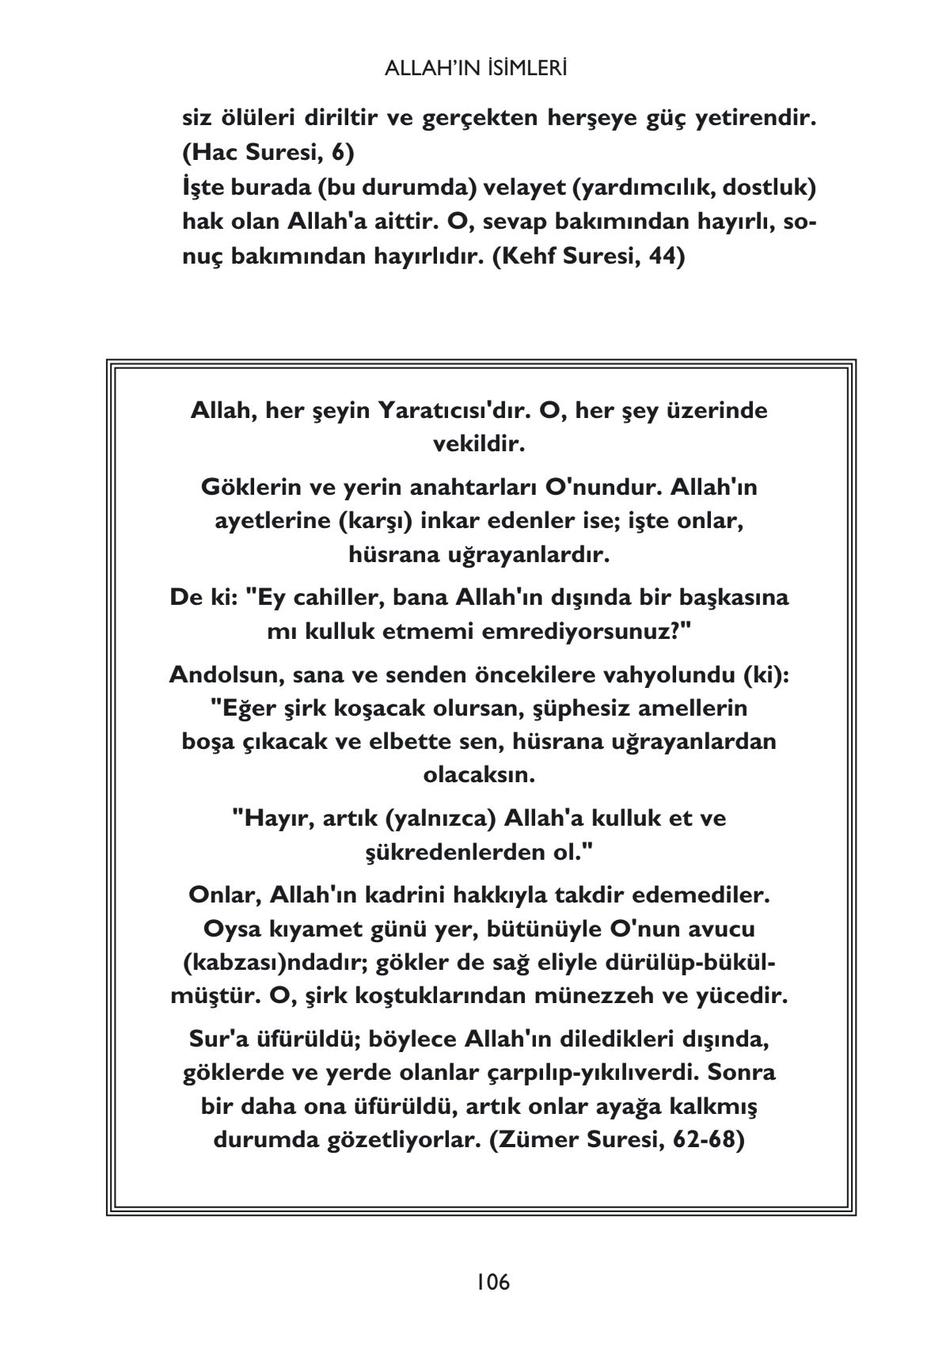 ALLAH'IN İSİMLERİ
siz ölüleri diriltir ve gerçekten herşeye güç yetirendir.
(Hac Suresi, 6)
İşte burada (bu durumda) velayet (yardımcılık, dostluk)
hak olan Allah'a aittir. O, sevap bakımından hayırlı, so-
nuç bakımından hayırlıdır. (Kehf Suresi, 44)
Allah, her şeyin Yaratıcısı'dır. O, her şey üzerinde
vekildir.
Göklerin ve yerin anahtarları O'nundur. Allah'ın
ayetlerine (karşı) inkar edenler ise; işte onlar,
hüsrana uğrayanlardır.
De ki: "Ey cahiller, bana Allah'ın dışında bir başkasına
mı kulluk etmemi emrediyorsunuz?"
Andolsun, sana ve senden öncekilere vahyolundu (ki):
"Eğer şirk koşacak olursan, şüphesiz amellerin
boşa çıkacak ve elbette sen, hüsrana uğrayanlardan
olacaksın.
"Hayır, artık (yalnızca) Allah'a kulluk et ve
şükredenlerden ol."
Onlar, Allah'ın kadrini hakkıyla takdir edemediler.
Oysa kıyamet günü yer, bütünüyle O'nun avucu
(kabzası)ndadır; gökler de sağ eliyle dürülüp-bükül-
müştür. O, şirk koştuklarından münezzeh ve yücedir.
Sur'a üfürüldü; böylece Allah'ın diledikleri dışında,
göklerde ve yerde olanlar çarpılıp-yıkılıverdi. Sonra
bir daha ona üfürüldü, artık onlar ayağa kalkmış
durumda gözetliyorlar. (Zümer Suresi, 62-68)
106